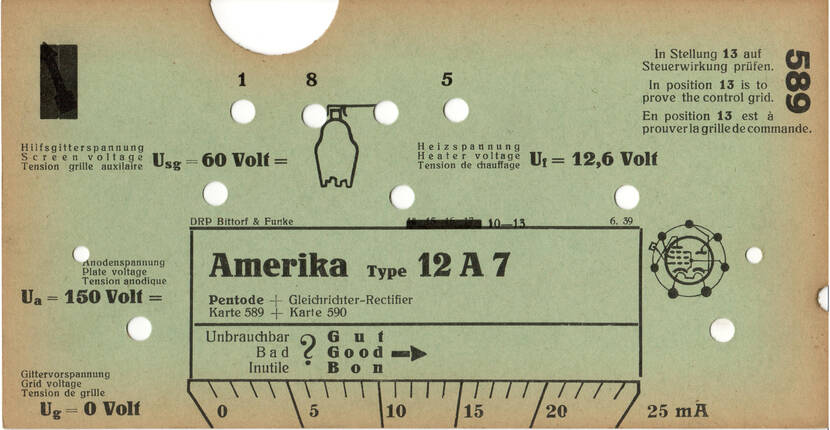 1 8 5
In Stellung 13 auf
Steuerwirkung prüfen.
In position 13 is to
prove the control grid.
En position 13 est à
prouver la grille de commande.
589
Hilfsgitterspannung
Screen voltage
Tension grille auxilaire
Usg = 60 Volt =
Heizspannung
Heater voltage
Tension de chauffage
Uf = 12,6 Volt
DRP Bittorf & Funke
10—13
6. 39
Anodenspannung
Plate voltage
Tension anodique
Ua = 150 Volt =
Amerika Type 12 A 7
Pentode + Gleichrichter-Rectifier
Karte 589 + Karte 590
Unbrauchbar ? Gut
Bad Good
Inutile Bon
Gittervorspannung
Grid voltage
Tension de grille
Ug = 0 Volt
0 5 10 15 20 25 mA